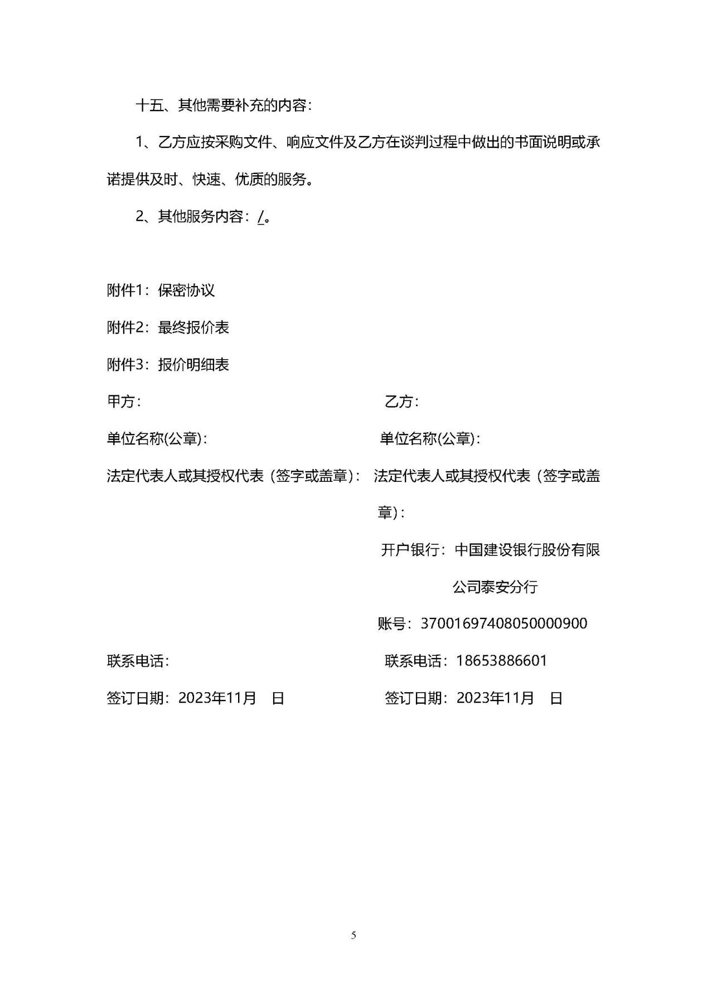 十五、其他需要补充的内容：
1、乙方应按采购文件、响应文件及乙方在谈判过程中做出的书面说明或承
诺提供及时、快速、优质的服务。
2、其他服务内容：/。
附件1：保密协议
附件2：最终报价表
附件3：报价明细表
甲方： 乙方：
单位名称(公章)： 单位名称(公章)：
法定代表人或其授权代表（签字或盖章）： 法定代表人或其授权代表（签字或盖
章）：
开户银行：中国建设银行股份有限
公司泰安分行
账号：37001697408050000900
联系电话： 联系电话：18653886601
签订日期：2023年11月 日 签订日期：2023年11月 日
5